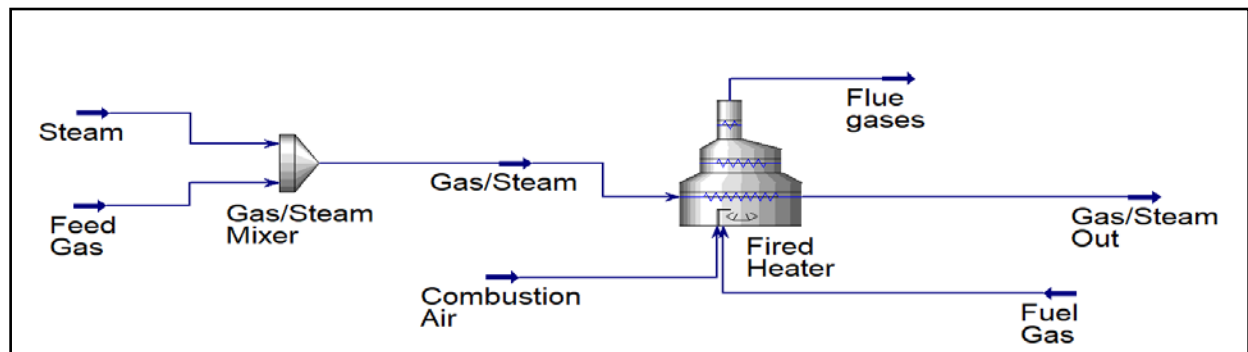 Steam
Feed
Gas
Gas/Steam
Mixer
Gas/Steam
Combustion
Air
Fired
Heater
Flue
gases
Gas/Steam
Out
Fuel
Gas